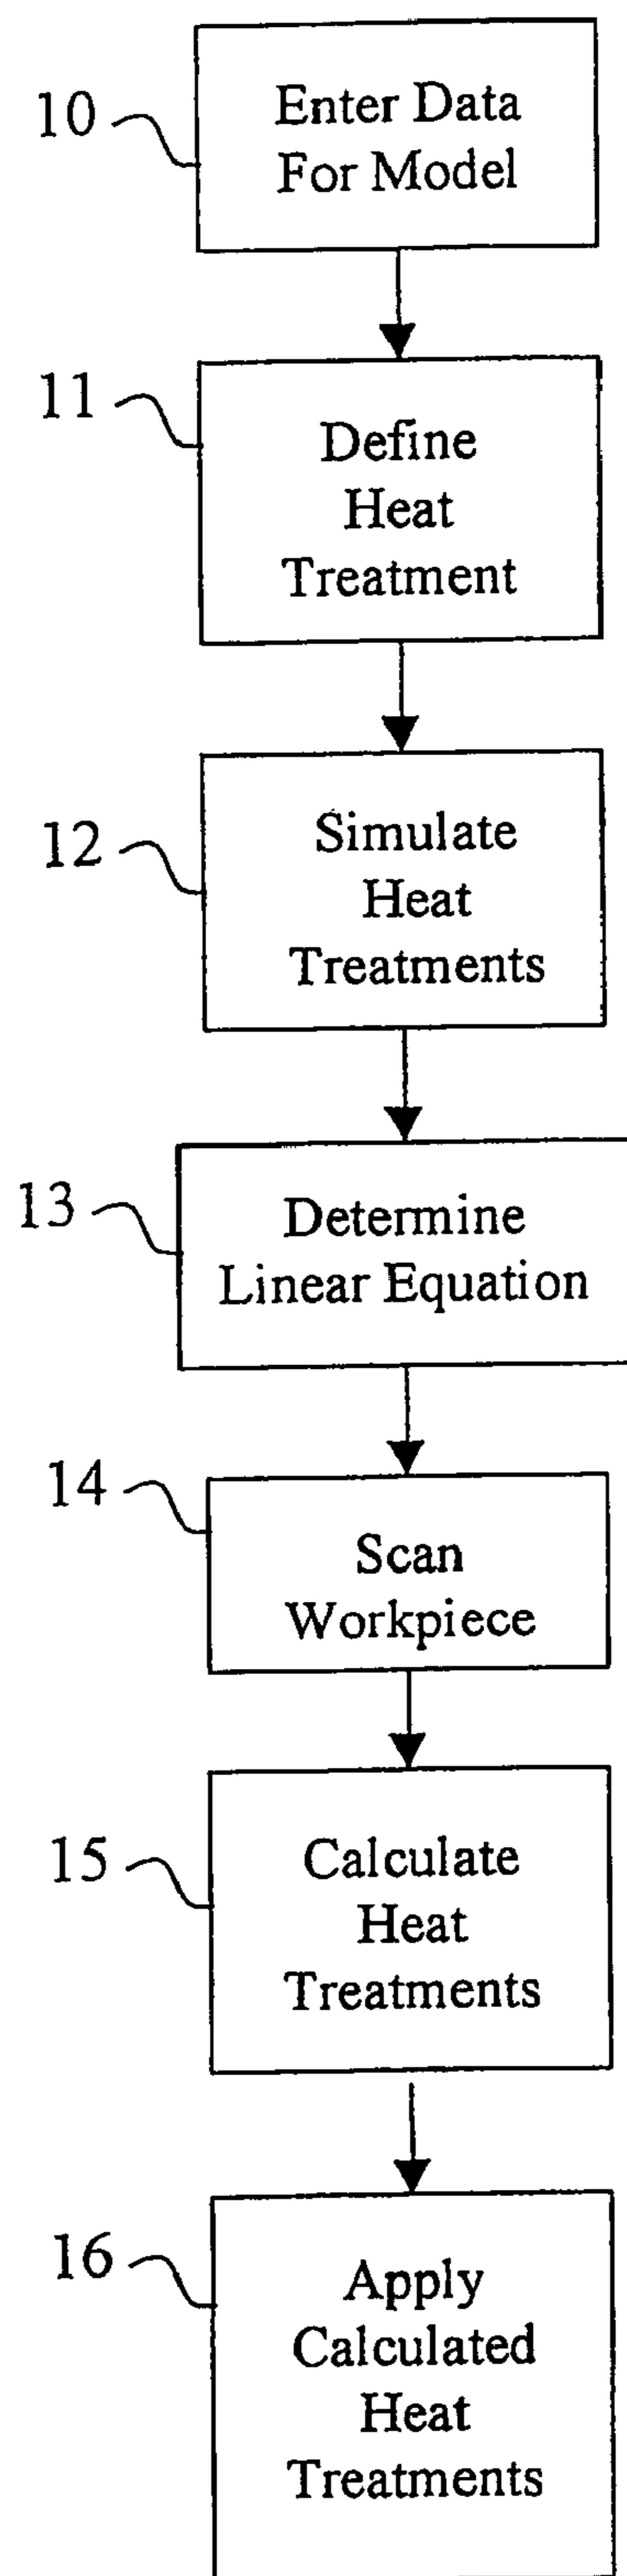 10
Enter Data
For Model
11
Define
Heat
Treatment
12
Simulate
Heat
Treatments
13
Determine
Linear Equation
14
Scan
Workpiece
15
Calculate
Heat
Treatments
16
Apply
Calculated
Heat
Treatments